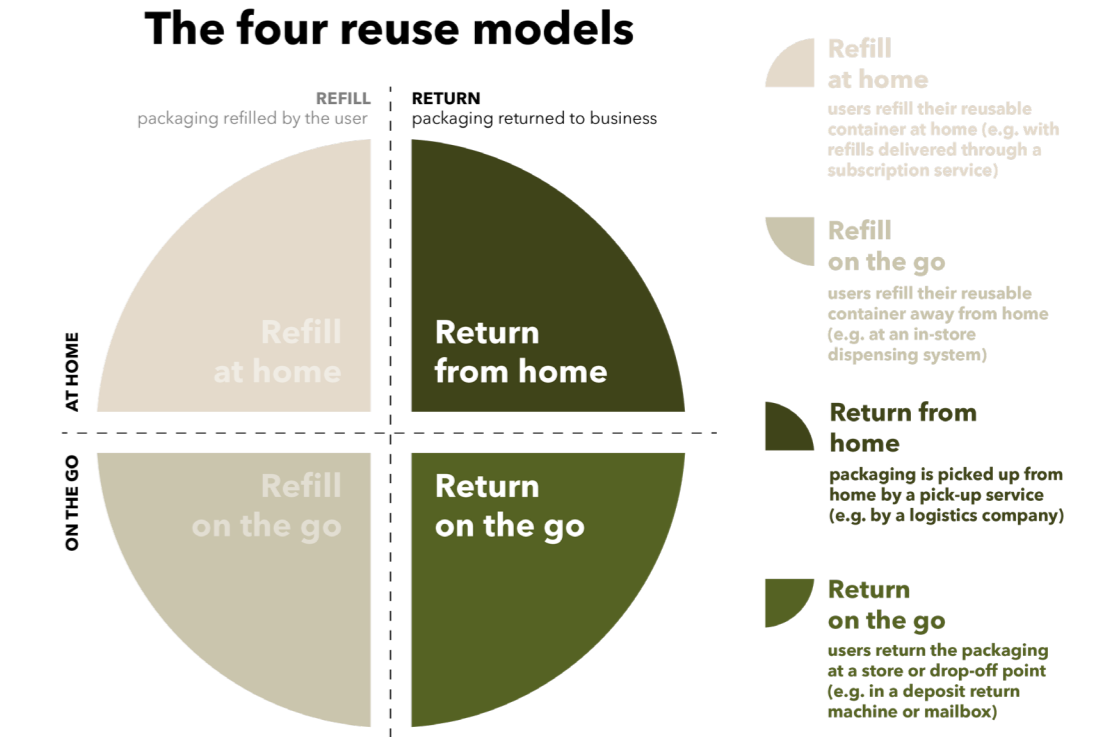 The four reuse models
REFILL
packaging refilled by the user
RETURN
packaging returned to business
AT HOME
ON THE GO
Refill
at home
Return
from home
Refill
on the go
Return
on the go
Refill
at home
users refill their reusable
container at home (e.g. with
refills delivered through a
subscription service)
Refill
on the go
users refill their reusable
container away from home
(e.g. at an in-store
dispensing system)
Return from
home
packaging is picked up from
home by a pick-up service
(e.g. by a logistics company)
Return
on the go
users return the packaging
at a store or drop-off point
(e.g. in a deposit return
machine or mailbox)